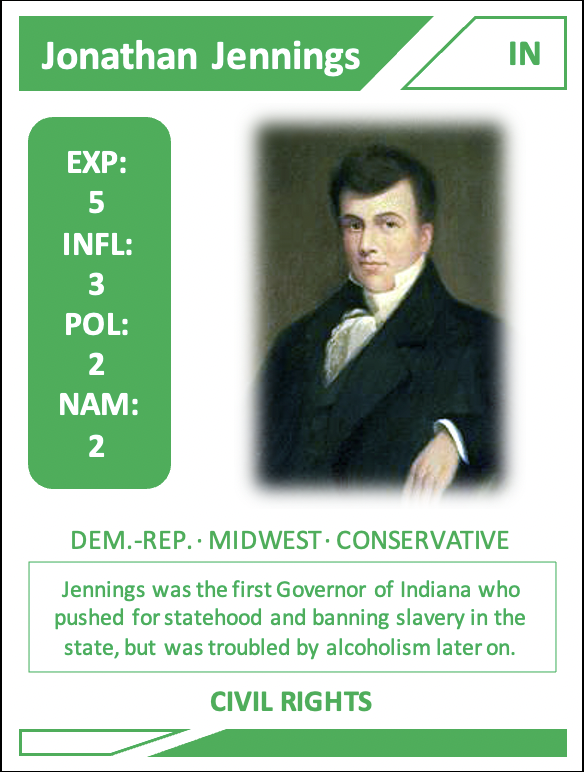 Jonathan Jennings
IN
EXP:
5
INFL:
3
POL:
2
NAM:
2
DEM.-REP. · MIDWEST · CONSERVATIVE
Jennings was the first Governor of Indiana who
pushed for statehood and banning slavery in the
state, but was troubled by alcoholism later on.
CIVIL RIGHTS